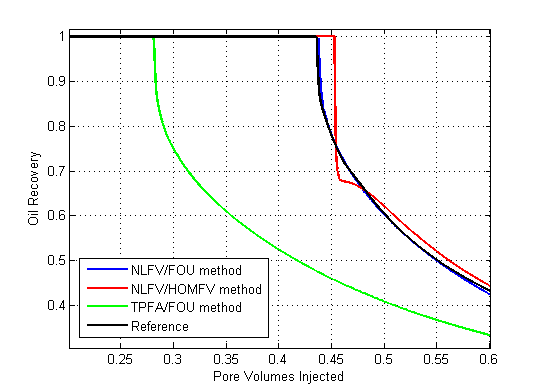 1
0.9
0.8
0.7
0.6
0.5
0.4
Oil Recovery
NLFV/FOU method
NLFV/HOMFV method
TPFA/FOU method
Reference
0.25 0.3 0.35 0.4 0.45 0.5 0.55 0.6
Pore Volumes Injected